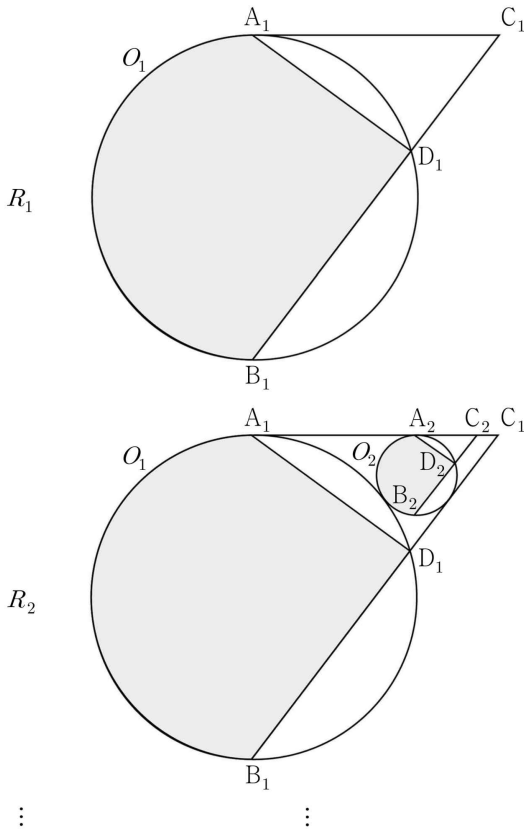 A₁ C₁
O₁
D₁
R₁
B₁
A₁ A₂ C₂ C₁
O₁ O₂ D₂
B₂
D₁
R₂
B₁
⋮ ⋮